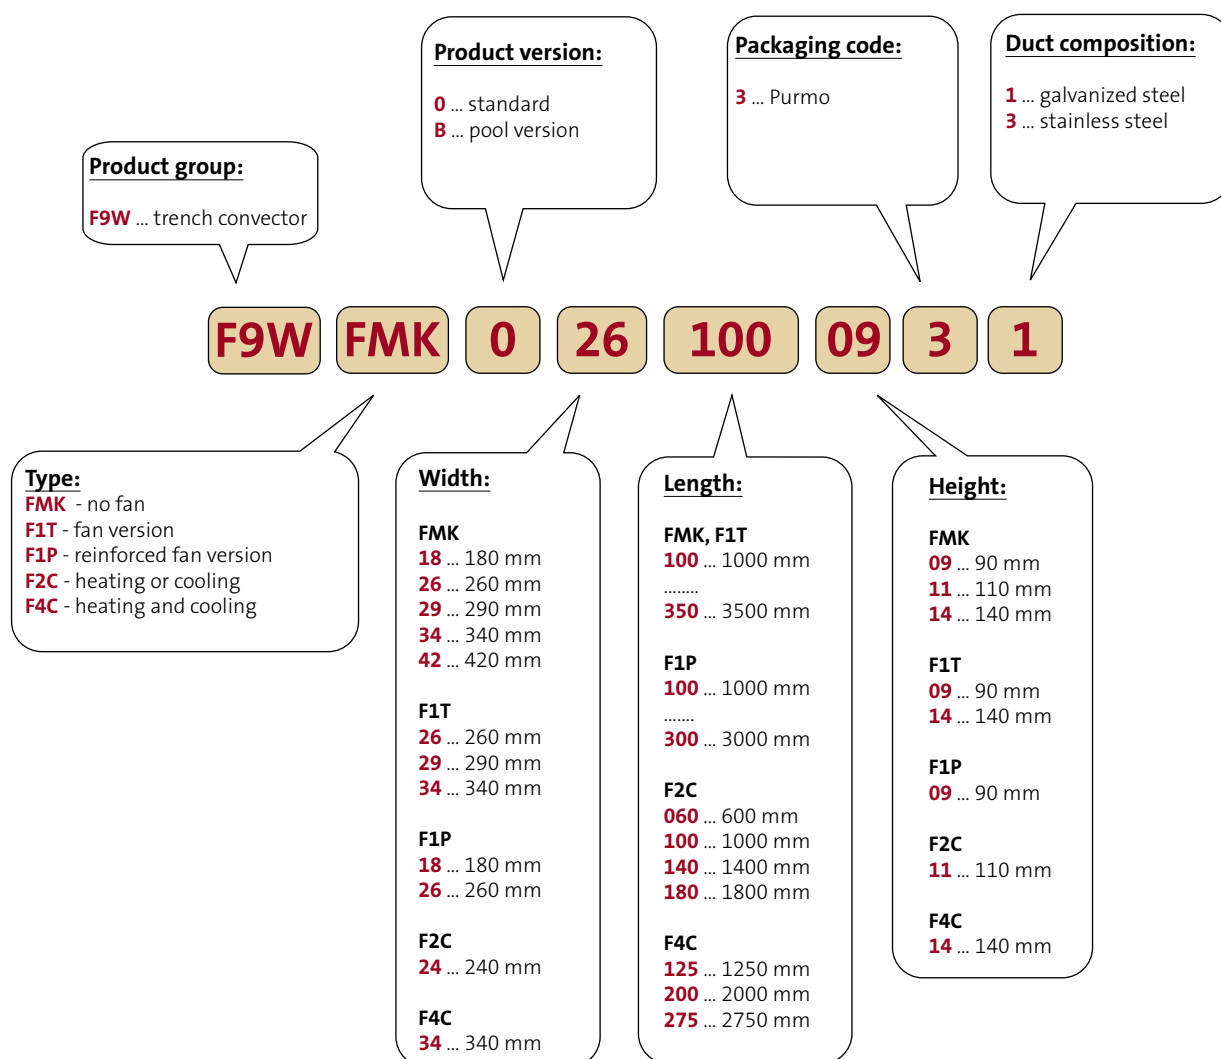 Product version:
0 ... standard
B ... pool version
Packaging code:
3 ... Purmo
Duct composition:
1 ... galvanized steel
3 ... stainless steel
Product group:
F9W ... trench convector
F9W FMK 0 26 100 09 3 1
Type:
FMK - no fan
F1T - fan version
F1P - reinforced fan version
F2C - heating or cooling
F4C - heating and cooling
Width:
FMK
18 ... 180 mm
26 ... 260 mm
29 ... 290 mm
34 ... 340 mm
42 ... 420 mm
F1T
26 ... 260 mm
29 ... 290 mm
34 ... 340 mm
F1P
18 ... 180 mm
26 ... 260 mm
F2C
24 ... 240 mm
F4C
34 ... 340 mm
Length:
FMK, F1T
100 ... 1000 mm
........
350 ... 3500 mm
F1P
100 ... 1000 mm
.......
300 ... 3000 mm
F2C
060 ... 600 mm
100 ... 1000 mm
140 ... 1400 mm
180 ... 1800 mm
F4C
125 ... 1250 mm
200 ... 2000 mm
275 ... 2750 mm
Height:
FMK
09 ... 90 mm
11 ... 110 mm
14 ... 140 mm
F1T
09 ... 90 mm
14 ... 140 mm
F1P
09 ... 90 mm
F2C
11 ... 110 mm
F4C
14 ... 140 mm